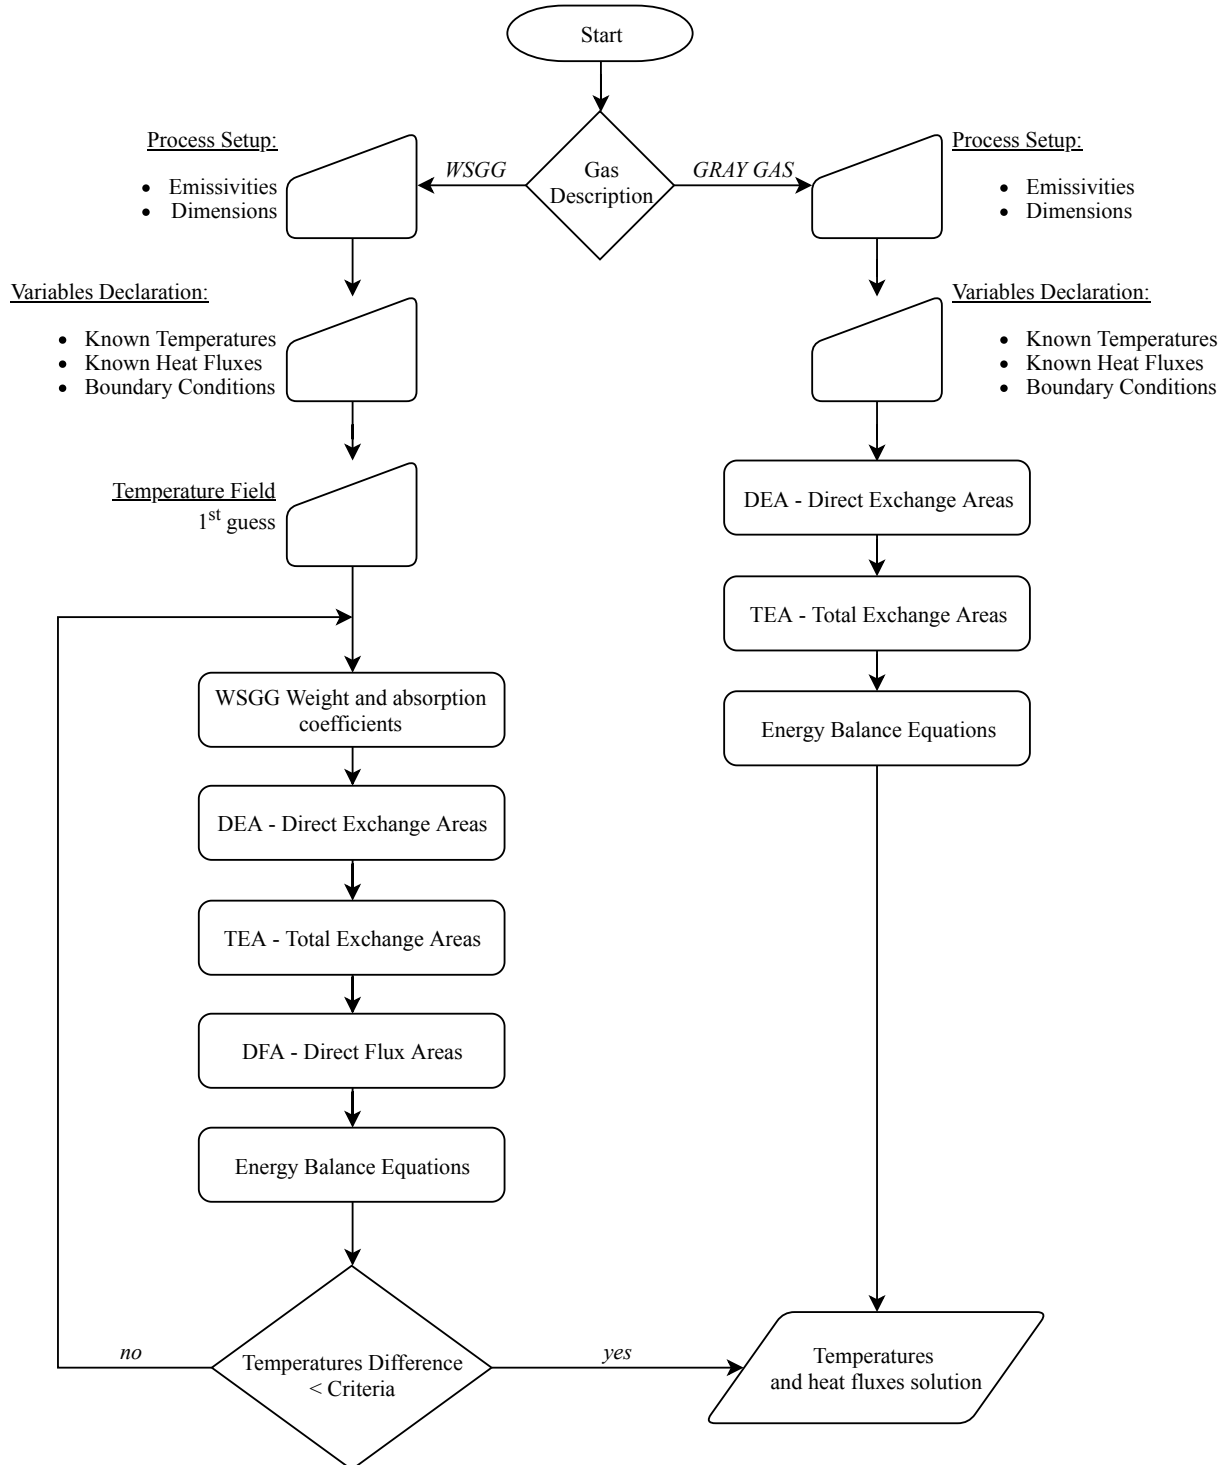 Start
Gas
Description
WSGG
GRAY GAS
Process Setup:
• Emissivities
• Dimensions
Variables Declaration:
• Known Temperatures
• Known Heat Fluxes
• Boundary Conditions
Temperature Field
1st guess
WSGG Weight and absorption
coefficients
DEA - Direct Exchange Areas
TEA - Total Exchange Areas
DFA - Direct Flux Areas
Energy Balance Equations
Temperatures Difference
< Criteria
no
yes
Process Setup:
• Emissivities
• Dimensions
Variables Declaration:
• Known Temperatures
• Known Heat Fluxes
• Boundary Conditions
DEA - Direct Exchange Areas
TEA - Total Exchange Areas
Energy Balance Equations
Temperatures
and heat fluxes solution